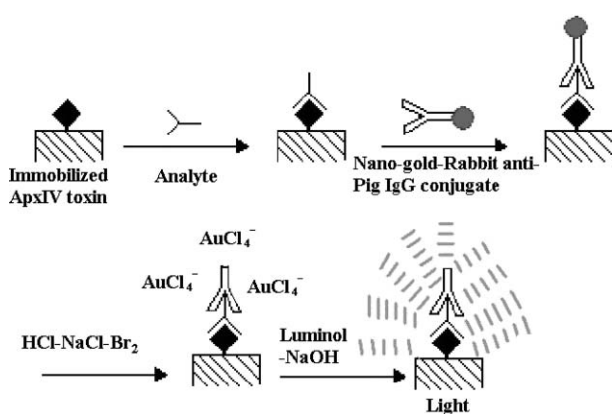 Immobilized
ApxIV toxin
Analyte
Nano-gold-Rabbit anti-
Pig IgG conjugate
HCl-NaCl-Br₂
AuCl₄⁻
AuCl₄⁻ AuCl₄⁻
Luminol
-NaOH
Light